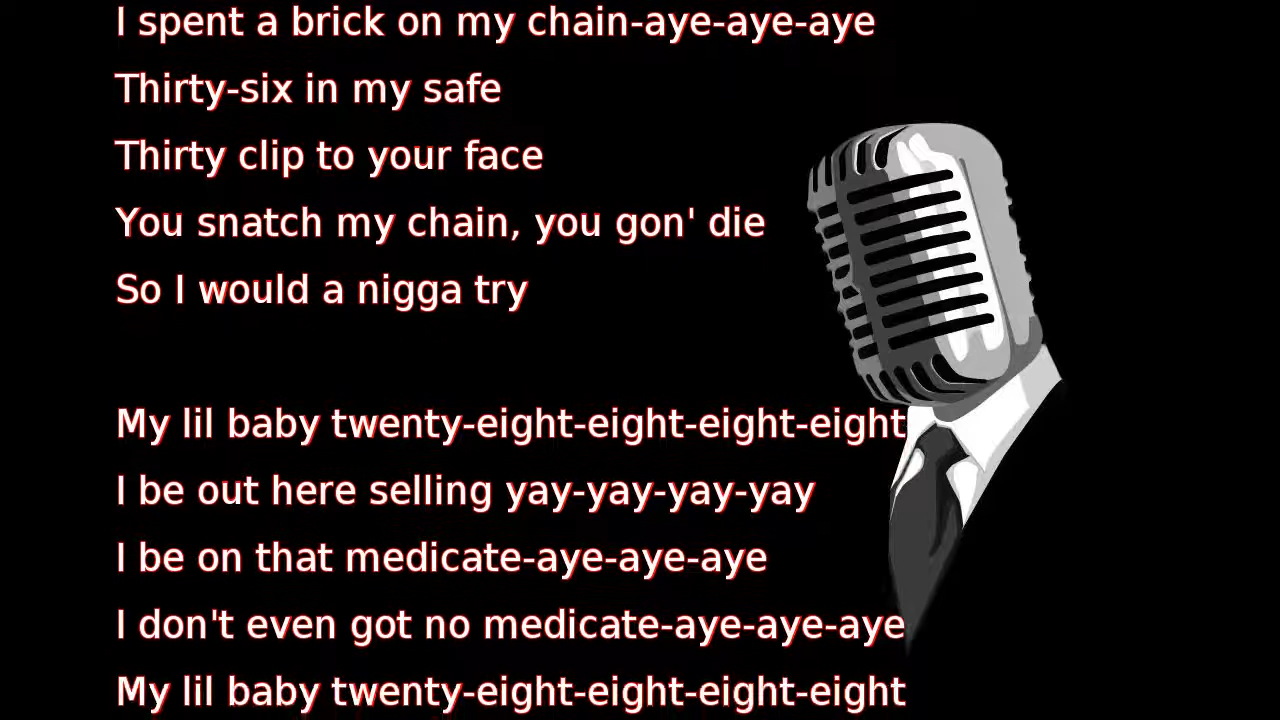 I spent a brick on my chain-aye-aye-aye
Thirty-six in my safe
Thirty clip to your face
You snatch my chain, you gon' die
So I would a nigga try
My lil baby twenty-eight-eight-eight-eight
I be out here selling yay-yay-yay-yay
I be on that medicate-aye-aye-aye
I don't even got no medicate-aye-aye-aye
My lil baby twenty-eight-eight-eight-eight